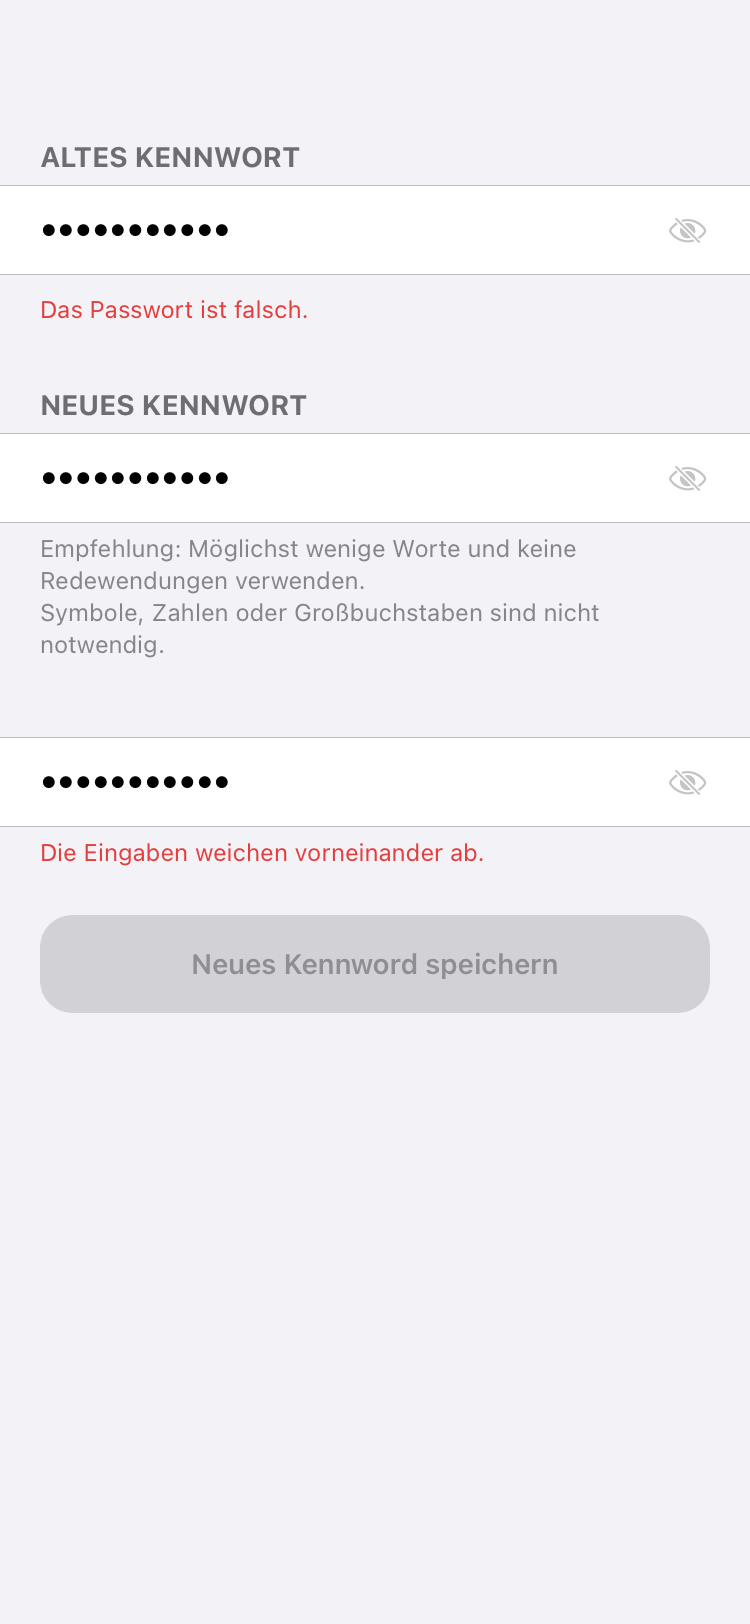 ALTES KENNWORT
•••••••••••
Das Passwort ist falsch.
NEUES KENNWORT
•••••••••••
Empfehlung: Möglichst wenige Worte und keine
Redewendungen verwenden.
Symbole, Zahlen oder Großbuchstaben sind nicht
notwendig.
•••••••••••
Die Eingaben weichen vorneinander ab.
Neues Kennword speichern